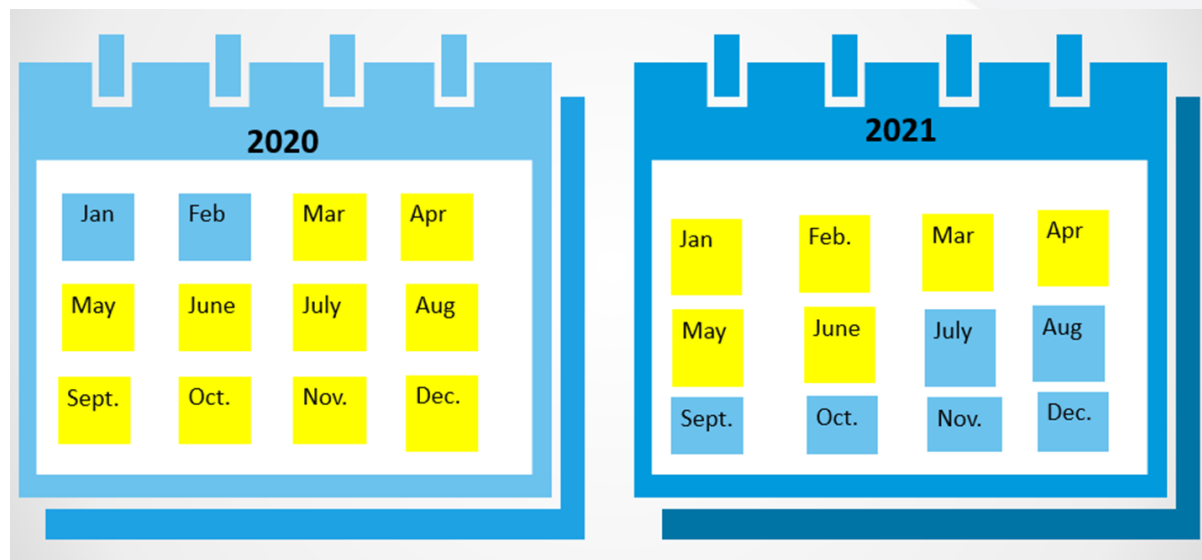 2020
Jan Feb Mar Apr
May June July Aug
Sept. Oct. Nov. Dec.
2021
Jan Feb. Mar Apr
May June July Aug
Sept. Oct. Nov. Dec.